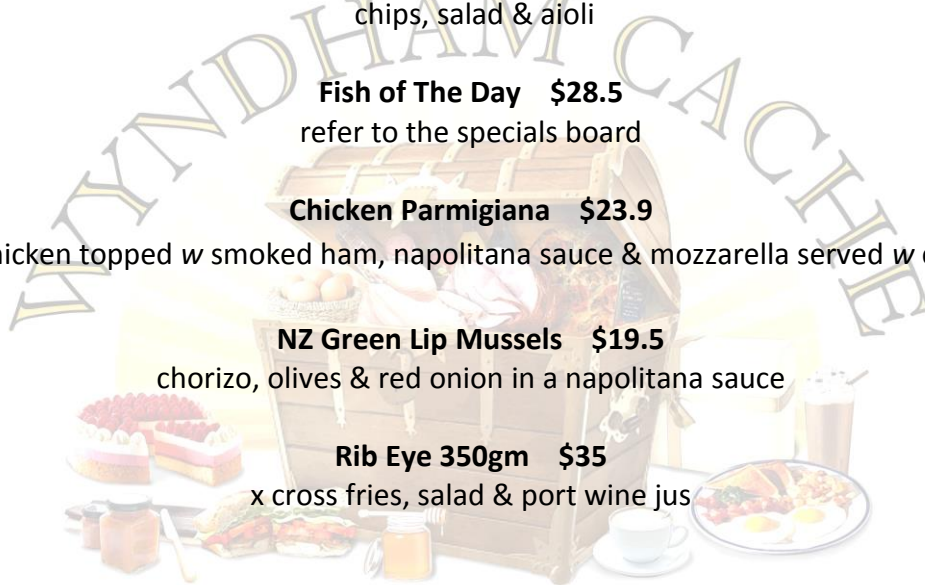 chips, salad & aioli
WYNDHAM CACHE
Fish of The Day $28.5
refer to the specials board
Chicken Parmigiana $23.9
topped w smoked ham, napolitana sauce & mozzarella served w
NZ Green Lip Mussels $19.5
chorizo, olives & red onion in a napolitana sauce
Rib Eye 350gm $35
x cross fries, salad & port wine jus